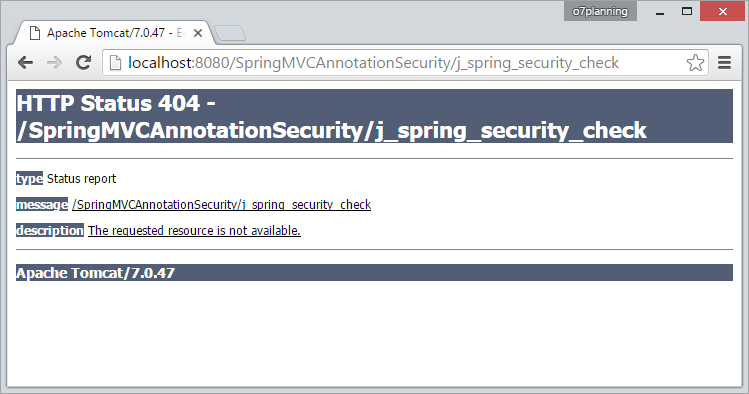 o7planning
Apache Tomcat/7.0.47 - E
localhost:8080/SpringMVCAnnotationSecurity/j_spring_security_check
HTTP Status 404 -
/SpringMVCAnnotationSecurity/j_spring_security_check
type Status report
message /SpringMVCAnnotationSecurity/j_spring_security_check
description The requested resource is not available.
Apache Tomcat/7.0.47